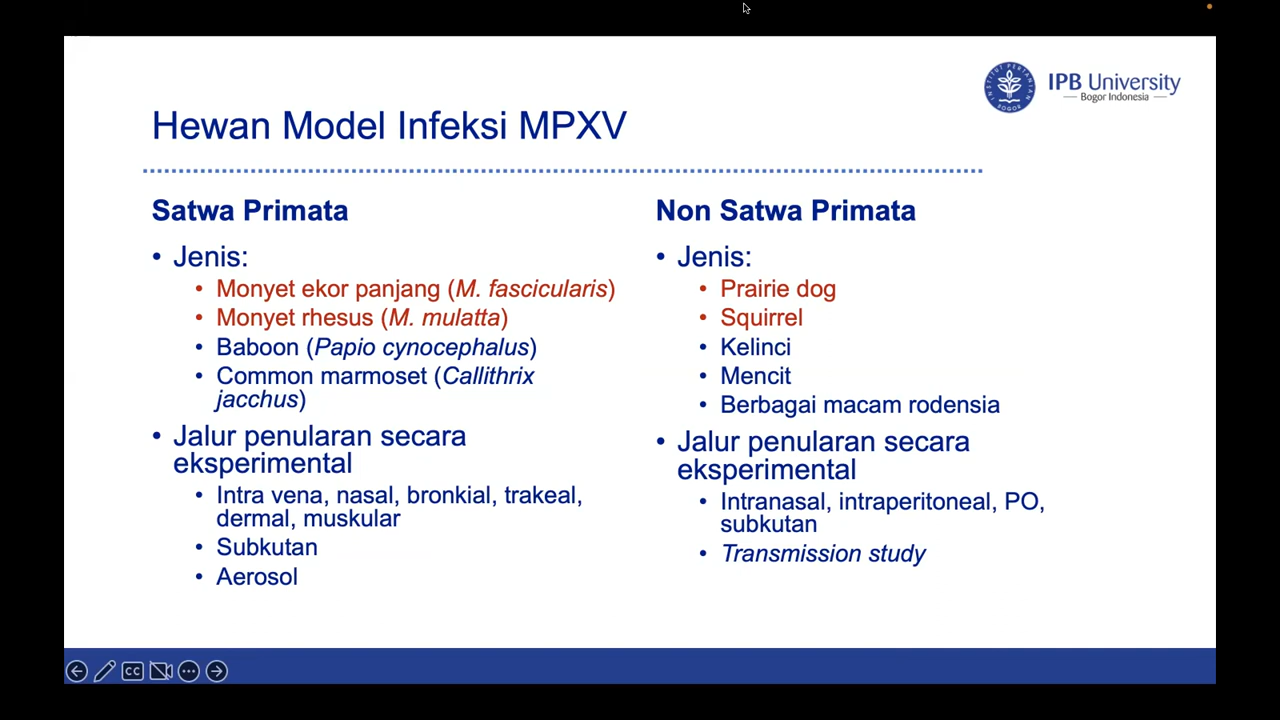 IPB University
Bogor Indonesia
Hewan Model Infeksi MPXV
Satwa Primata
• Jenis:
• Monyet ekor panjang (M. fascicularis)
• Monyet rhesus (M. mulatta)
• Baboon (Papio cynocephalus)
• Common marmoset (Callithrix
jacchus)
• Jalur penularan secara
eksperimental
• Intra vena, nasal, bronkial, trakeal,
dermal, muskular
• Subkutan
• Aerosol
Non Satwa Primata
• Jenis:
• Prairie dog
• Squirrel
• Kelinci
• Mencit
• Berbagai macam rodensia
• Jalur penularan secara
eksperimental
• Intranasal, intraperitoneal, PO,
subkutan
• Transmission study
CC